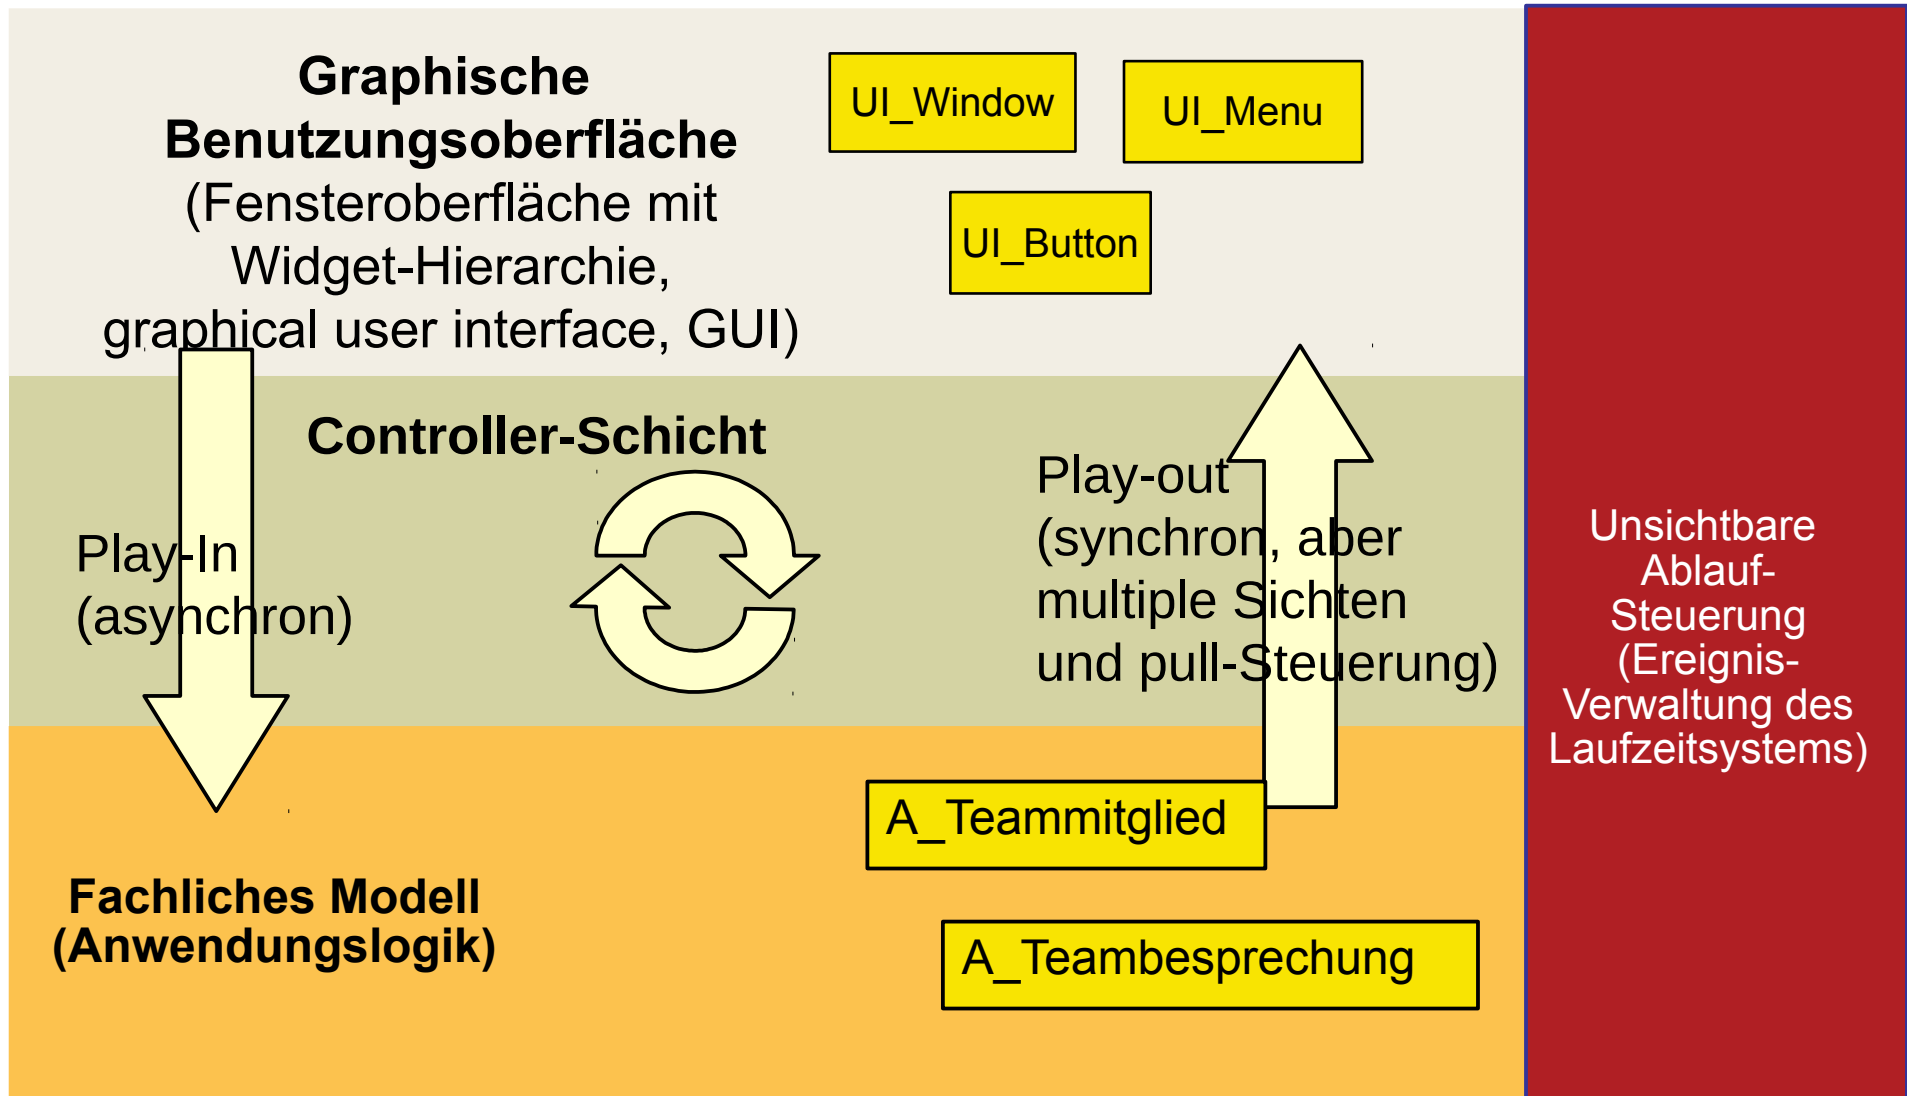 Graphische
Benutzungsoberfläche
(Fensteroberfläche mit
Widget-Hierarchie,
graphical user interface, GUI)
UI_Window
UI_Menu
UI_Button
Controller-Schicht
Play-In
(asynchron)
Play-out
(synchron, aber
multiple Sichten
und pull-Steuerung)
A_Teammitglied
A_Teambesprechung
Fachliches Modell
(Anwendungslogik)
Unsichtbare
Ablauf-
Steuerung
(Ereignis-
Verwaltung des
Laufzeitsystems)